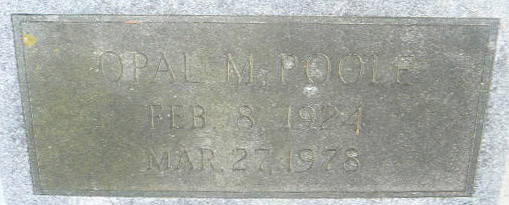 OPAL M. POOLE
FEB. 8, 1924
MAR. 27, 1978